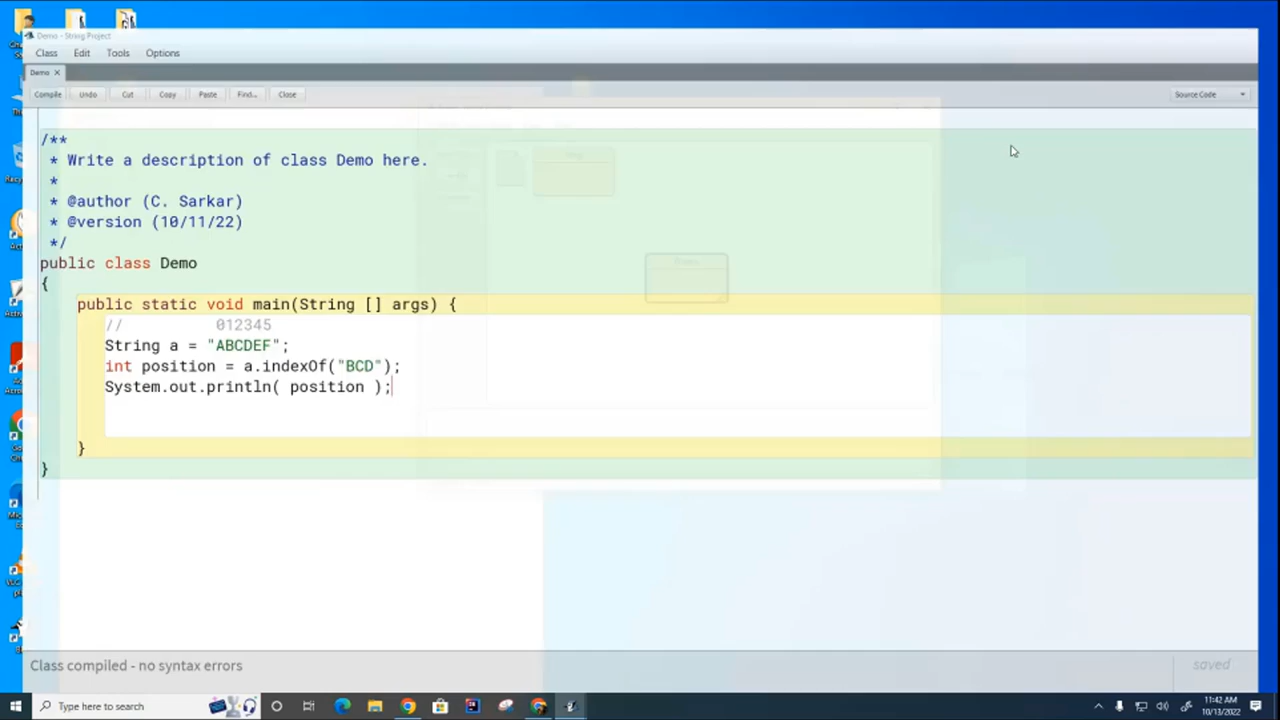 Demo - String Project
Class Edit Tools Options
Demo ✕
Compile Undo Cut Copy Paste Find... Close Source Code
/**
 * Write a description of class Demo here.
 *
 * @author (C. Sarkar)
 * @version (10/11/22)
 */
public class Demo
{
    public static void main(String [] args) {
        //          012345
        String a = "ABCDEF";
        int position = a.indexOf("BCD");
        System.out.println( position );
    }
}
Class compiled - no syntax errors saved
Type here to search
11:42 AM
10/13/2022